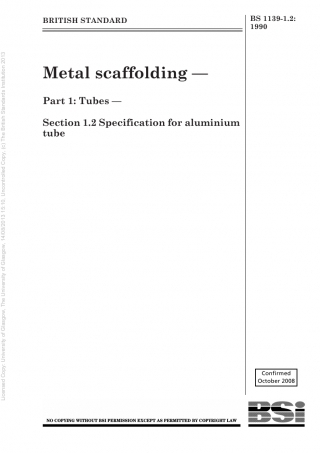 BRITISH STANDARD
BS 1139-1.2:
1990
Metal scaffolding —
Part 1: Tubes —
Section 1.2 Specification for aluminium
tube
Licensed Copy: University of Glasgow, The University of Glasgow, 14/03/2013 15:10, Uncontrolled Copy, (c) The British Standards Institution 2013
Confirmed
October 2008
BSi
NO COPYING WITHOUT BSI PERMISSION EXCEPT AS PERMITTED BY COPYRIGHT LAW